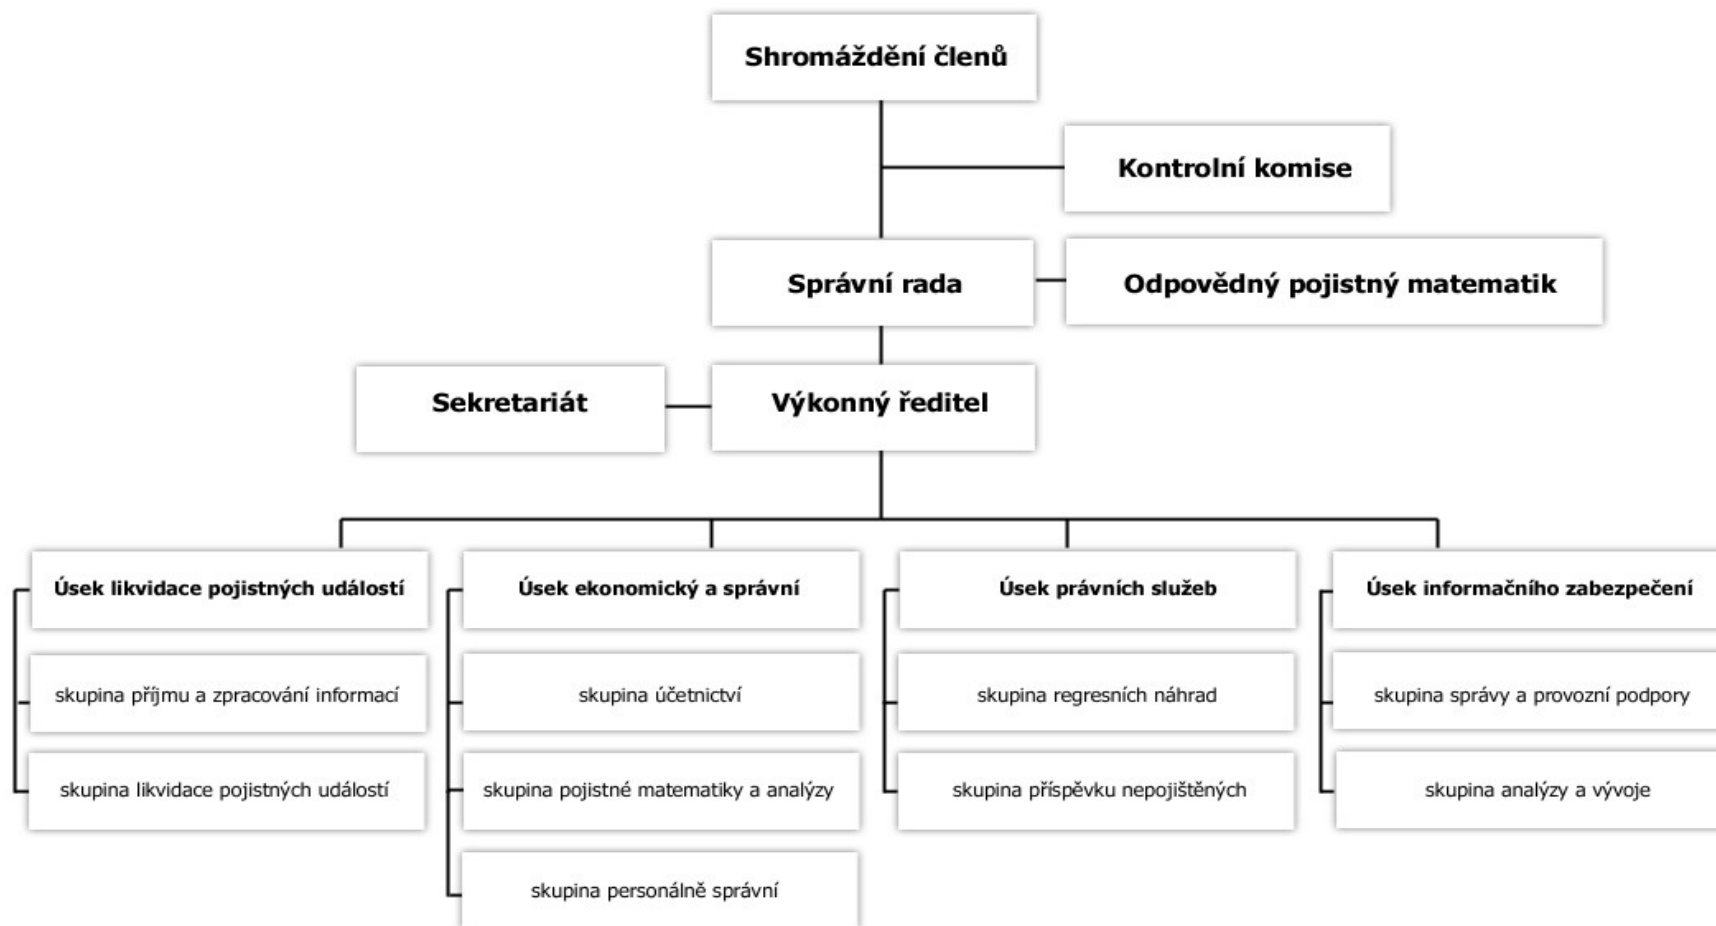 Shromáždění členů
Kontrolní komise
Správní rada
Odpovědný pojistný matematik
Sekretariát
Výkonný ředitel
Úsek likvidace pojistných událostí
skupina příjmu a zpracování informací
skupina likvidace pojistných událostí
Úsek ekonomický a správní
skupina účetnictví
skupina pojistné matematiky a analýzy
skupina personálně správní
Úsek právních služeb
skupina regresních náhrad
skupina příspěvku nepojištěných
Úsek informačního zabezpečení
skupina správy a provozní podpory
skupina analýzy a vývoje